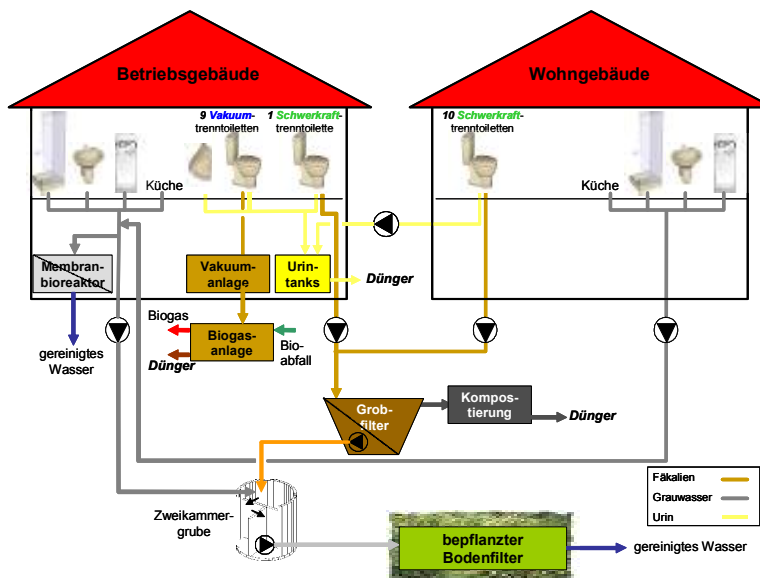 Betriebsgebäude
Wohngebäude
9 Vakuum-
trenntoiletten
1 Schwerkraft-
trenntoilette
10 Schwerkraft-
trenntoiletten
Küche
Küche
Membran-
bioreaktor
Vakuum-
anlage
Urin-
tanks
Dünger
gereinigtes
Wasser
Biogas
Dünger
Biogas-
anlage
Bio-
abfall
Grob-
filter
Kompos-
tierung
Dünger
Zweikammer-
grube
bepflanzter
Bodenfilter
gereinigtes Wasser
Fäkalien
Grauwasser
Urin